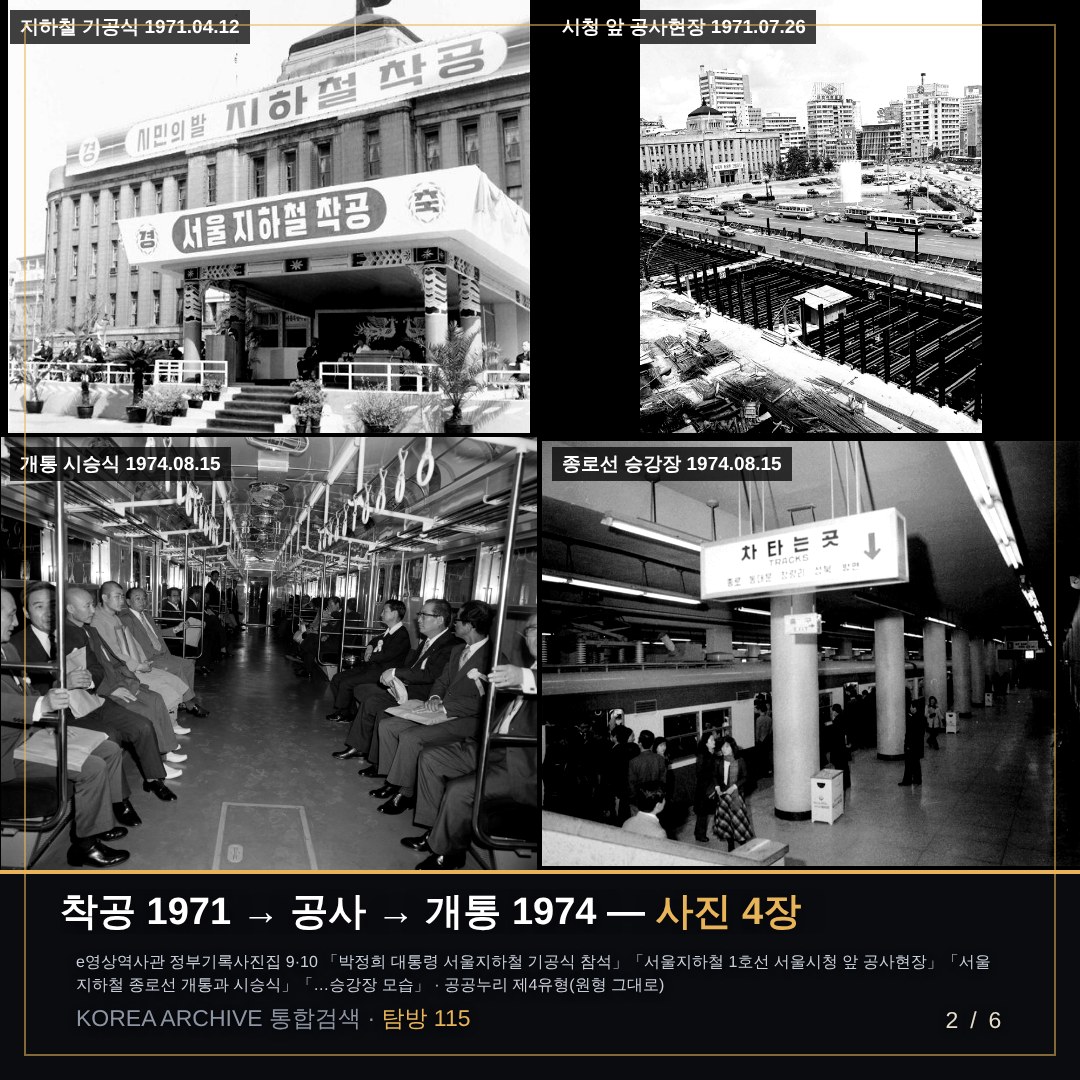 지하철 기공식 1971.04.12
시청 앞 공사현장 1971.07.26
경 시민의 발 지하철 착공
경 서울지하철 착공 축
개통 시승식 1974.08.15
종로선 승강장 1974.08.15
차 타 는 곳
TRACKS
착공 1971 → 공사 → 개통 1974 — 사진 4장
e영상역사관 정부기록사진집 9·10 「박정희 대통령 서울지하철 기공식 참석」「서울지하철 1호선 서울시청 앞 공사현장」「서울
지하철 종로선 개통과 시승식」「…승강장 모습」 · 공공누리 제4유형(원형 그대로)
KOREA ARCHIVE 통합검색 · 탐방 115
2 / 6